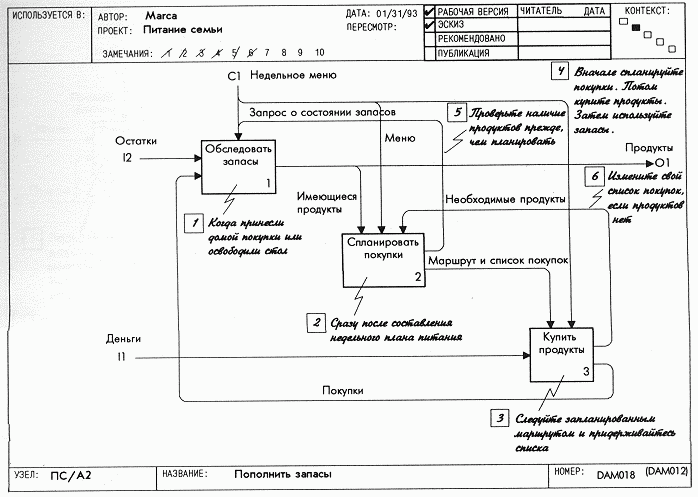 ИСПОЛЬЗУЕТСЯ В:
АВТОР: Marca
ДАТА: 01/31/93
ПРОЕКТ: Питание семьи
ПЕРЕСМОТР:
ЗАМЕЧАНИЯ: 1 2 3 4 5 6 7 8 9 10
РАБОЧАЯ ВЕРСИЯ
ЭСКИЗ
РЕКОМЕНДОВАНО
ПУБЛИКАЦИЯ
ЧИТАТЕЛЬ ДАТА
КОНТЕКСТ:
C1 Недельное меню
4 Вначале спланируйте
покупки. Потом
купите продукты.
Затем используйте
запасы.
Запрос о состоянии запасов
5 Проверьте наличие
продуктов прежде,
чем планировать
Меню
Остатки
I2
Обследовать
запасы
1
Продукты
O1
6 Измените свой
список покупок,
если продуктов
нет
Имеющиеся
продукты
Необходимые продукты
1 Когда принесли
домой покупки или
освободили стол
Спланировать
покупки
2
Маршрут и список покупок
2 Сразу после составления
недельного плана питания
Деньги
I1
Купить
продукты
3
Покупки
3 Следуйте запланированным
маршрутом и придерживайтесь
списка
УЗЕЛ: ПС/А2
НАЗВАНИЕ: Пополнить запасы
НОМЕР: DAM018 (DAM012)